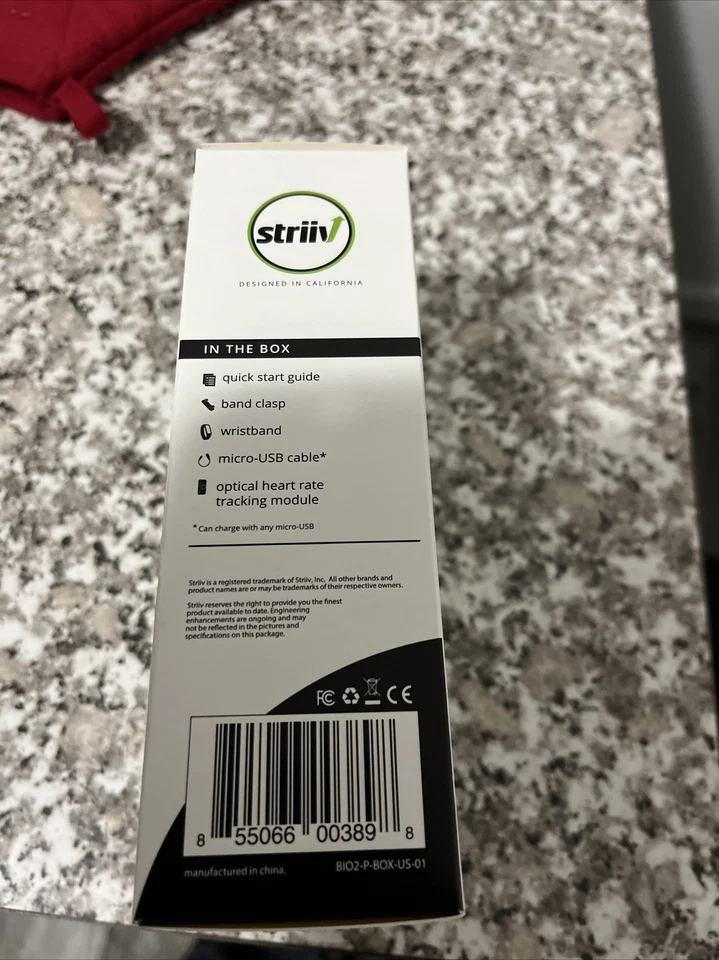 striiv
DESIGNED IN CALIFORNIA
IN THE BOX
quick start guide
band clasp
wristband
micro-USB cable*
optical heart rate
tracking module
*Can charge with any micro-USB
Striiv is a registered trademark of Striiv, Inc. All other brands and
product names are or may be trademarks of their respective owners.
Striiv reserves the right to provide you the finest
product available to date. Engineering
enhancements are ongoing and may
not be reflected in the pictures and
specifications on this package.
FC CE
8 55066 00389 8
manufactured in china. BIO2-P-BOX-US-01